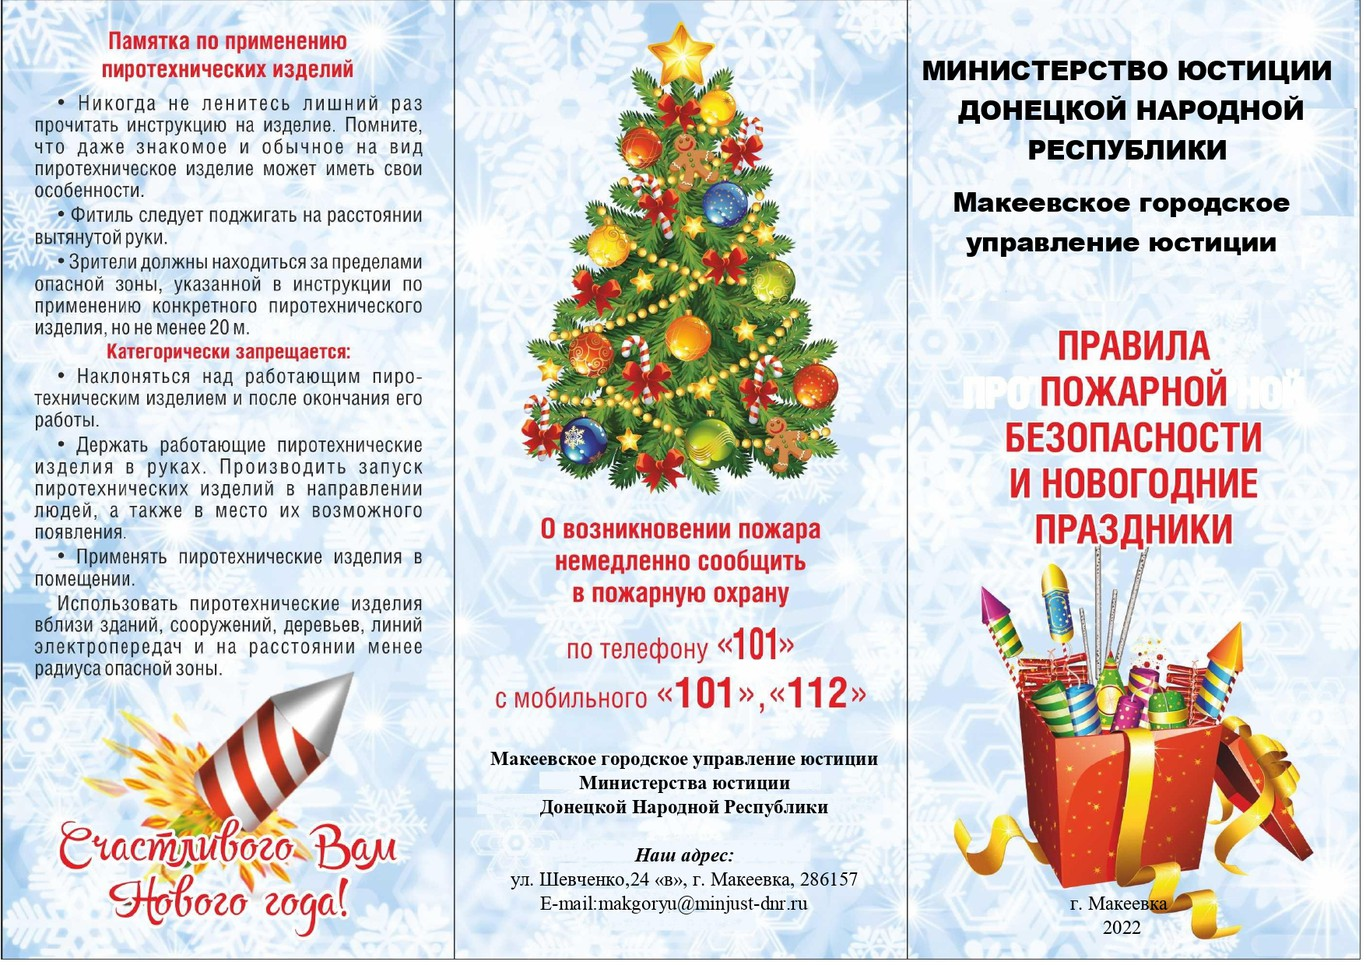 Памятка по применению
пиротехнических изделий
• Никогда не ленитесь лишний раз
прочитать инструкцию на изделие. Помните,
что даже знакомое и обычное на вид
пиротехническое изделие может иметь свои
особенности.
• Фитиль следует поджигать на расстоянии
вытянутой руки.
• Зрители должны находиться за пределами
опасной зоны, указанной в инструкции по
применению конкретного пиротехнического
изделия, но не менее 20 м.
Категорически запрещается:
• Наклоняться над работающим пиро-
техническим изделием и после окончания его
работы.
• Держать работающие пиротехнические
изделия в руках. Производить запуск
пиротехнических изделий в направлении
людей, а также в место их возможного
появления.
• Применять пиротехнические изделия в
помещении.
Использовать пиротехнические изделия
вблизи зданий, сооружений, деревьев, линий
электропередач и на расстоянии менее
радиуса опасной зоны.
Счастливого Вам
Нового года!
О возникновении пожара
немедленно сообщить
в пожарную охрану
по телефону «101»
с мобильного «101», «112»
Макеевское городское управление юстиции
Министерства юстиции
Донецкой Народной Республики
Наш адрес:
ул. Шевченко,24 «в», г. Макеевка, 286157
E-mail:makgoryu@minjust-dnr.ru
МИНИСТЕРСТВО ЮСТИЦИИ
ДОНЕЦКОЙ НАРОДНОЙ
РЕСПУБЛИКИ
Макеевское городское
управление юстиции
ПРАВИЛА
ПОЖАРНОЙ
БЕЗОПАСНОСТИ
И НОВОГОДНИЕ
ПРАЗДНИКИ
г. Макеевка
2022